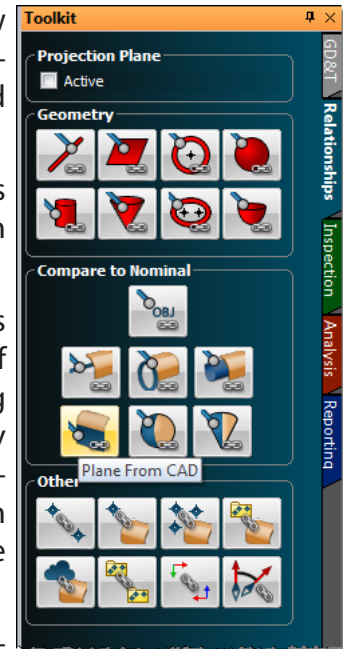 Toolkit
Projection Plane
Active
Geometry
Compare to Nominal
OBJ
Plane From CAD
Other
GD&T
Relationships
Inspection
Analysis
Reporting